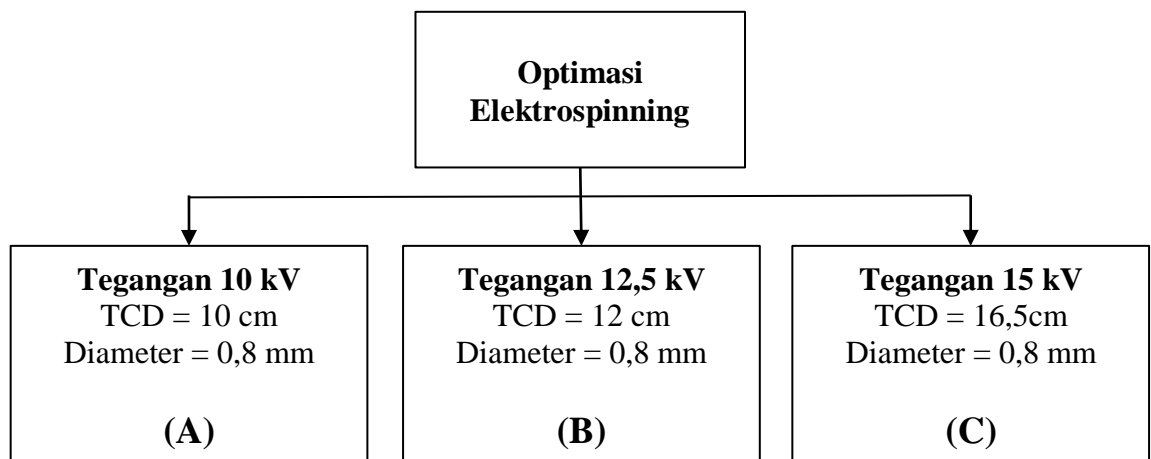 Optimasi
Elektrospinning
Tegangan 10 kV
TCD = 10 cm
Diameter = 0,8 mm
(A)
Tegangan 12,5 kV
TCD = 12 cm
Diameter = 0,8 mm
(B)
Tegangan 15 kV
TCD = 16,5cm
Diameter = 0,8 mm
(C)